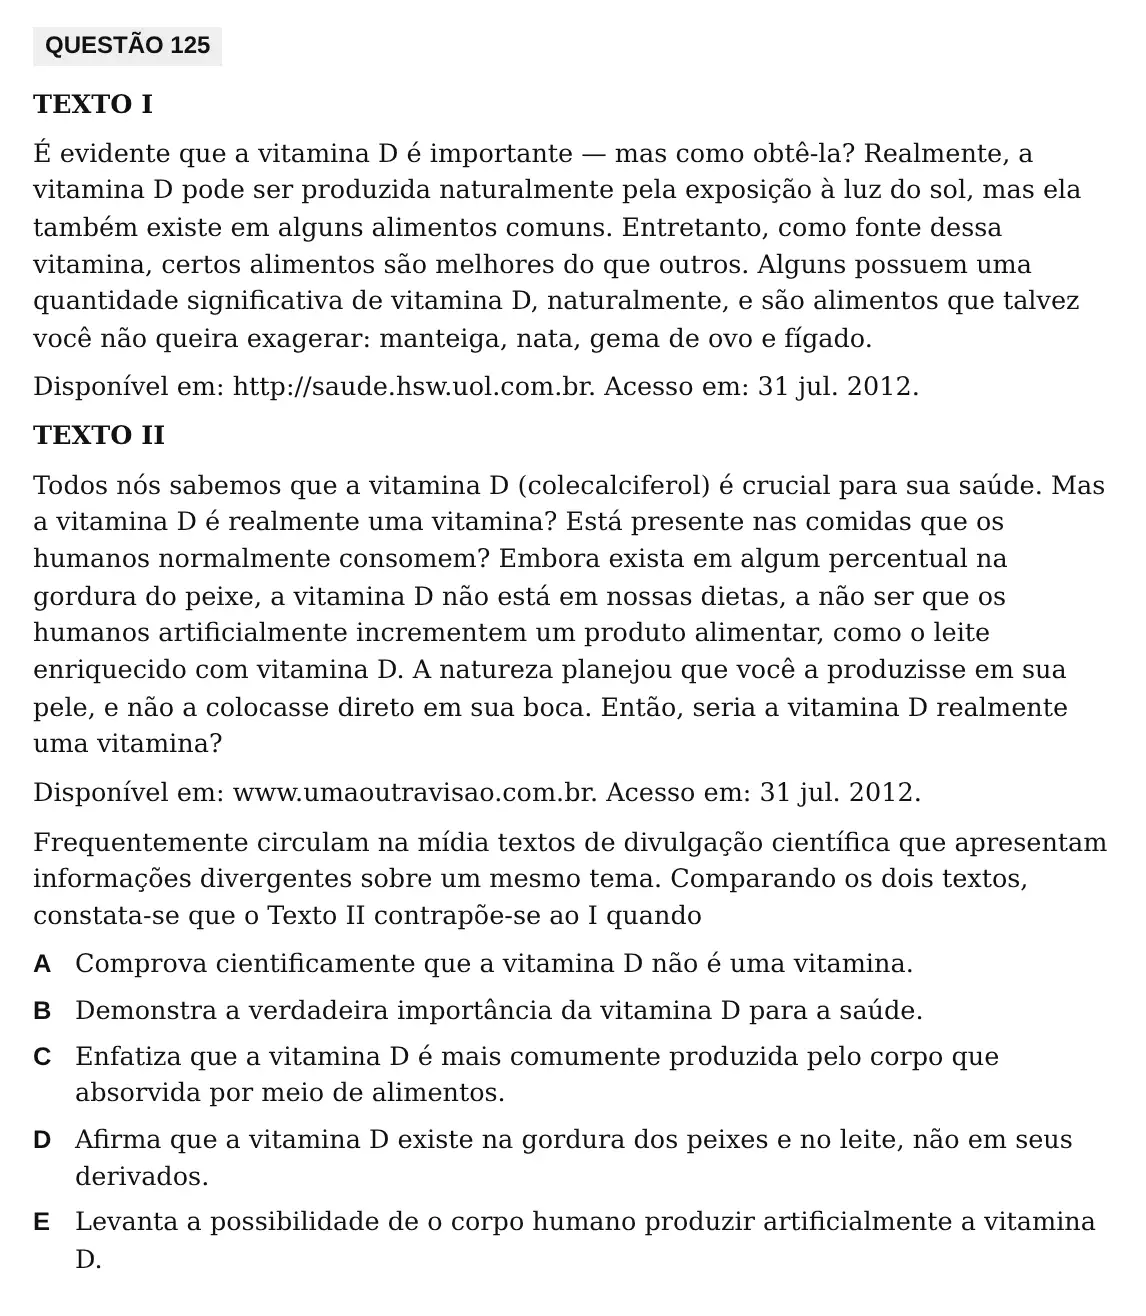 QUESTÃO 125
TEXTO I
É evidente que a vitamina D é importante — mas como obtê-la? Realmente, a
vitamina D pode ser produzida naturalmente pela exposição à luz do sol, mas ela
também existe em alguns alimentos comuns. Entretanto, como fonte dessa
vitamina, certos alimentos são melhores do que outros. Alguns possuem uma
quantidade significativa de vitamina D, naturalmente, e são alimentos que talvez
você não queira exagerar: manteiga, nata, gema de ovo e fígado.
Disponível em: http://saude.hsw.uol.com.br. Acesso em: 31 jul. 2012.
TEXTO II
Todos nós sabemos que a vitamina D (colecalciferol) é crucial para sua saúde. Mas
a vitamina D é realmente uma vitamina? Está presente nas comidas que os
humanos normalmente consomem? Embora exista em algum percentual na
gordura do peixe, a vitamina D não está em nossas dietas, a não ser que os
humanos artificialmente incrementem um produto alimentar, como o leite
enriquecido com vitamina D. A natureza planejou que você a produzisse em sua
pele, e não a colocasse direto em sua boca. Então, seria a vitamina D realmente
uma vitamina?
Disponível em: www.umaoutravisao.com.br. Acesso em: 31 jul. 2012.
Frequentemente circulam na mídia textos de divulgação científica que apresentam
informações divergentes sobre um mesmo tema. Comparando os dois textos,
constata-se que o Texto II contrapõe-se ao I quando
A Comprova cientificamente que a vitamina D não é uma vitamina.
B Demonstra a verdadeira importância da vitamina D para a saúde.
C Enfatiza que a vitamina D é mais comumente produzida pelo corpo que
absorvida por meio de alimentos.
D Afirma que a vitamina D existe na gordura dos peixes e no leite, não em seus
derivados.
E Levanta a possibilidade de o corpo humano produzir artificialmente a vitamina
D.